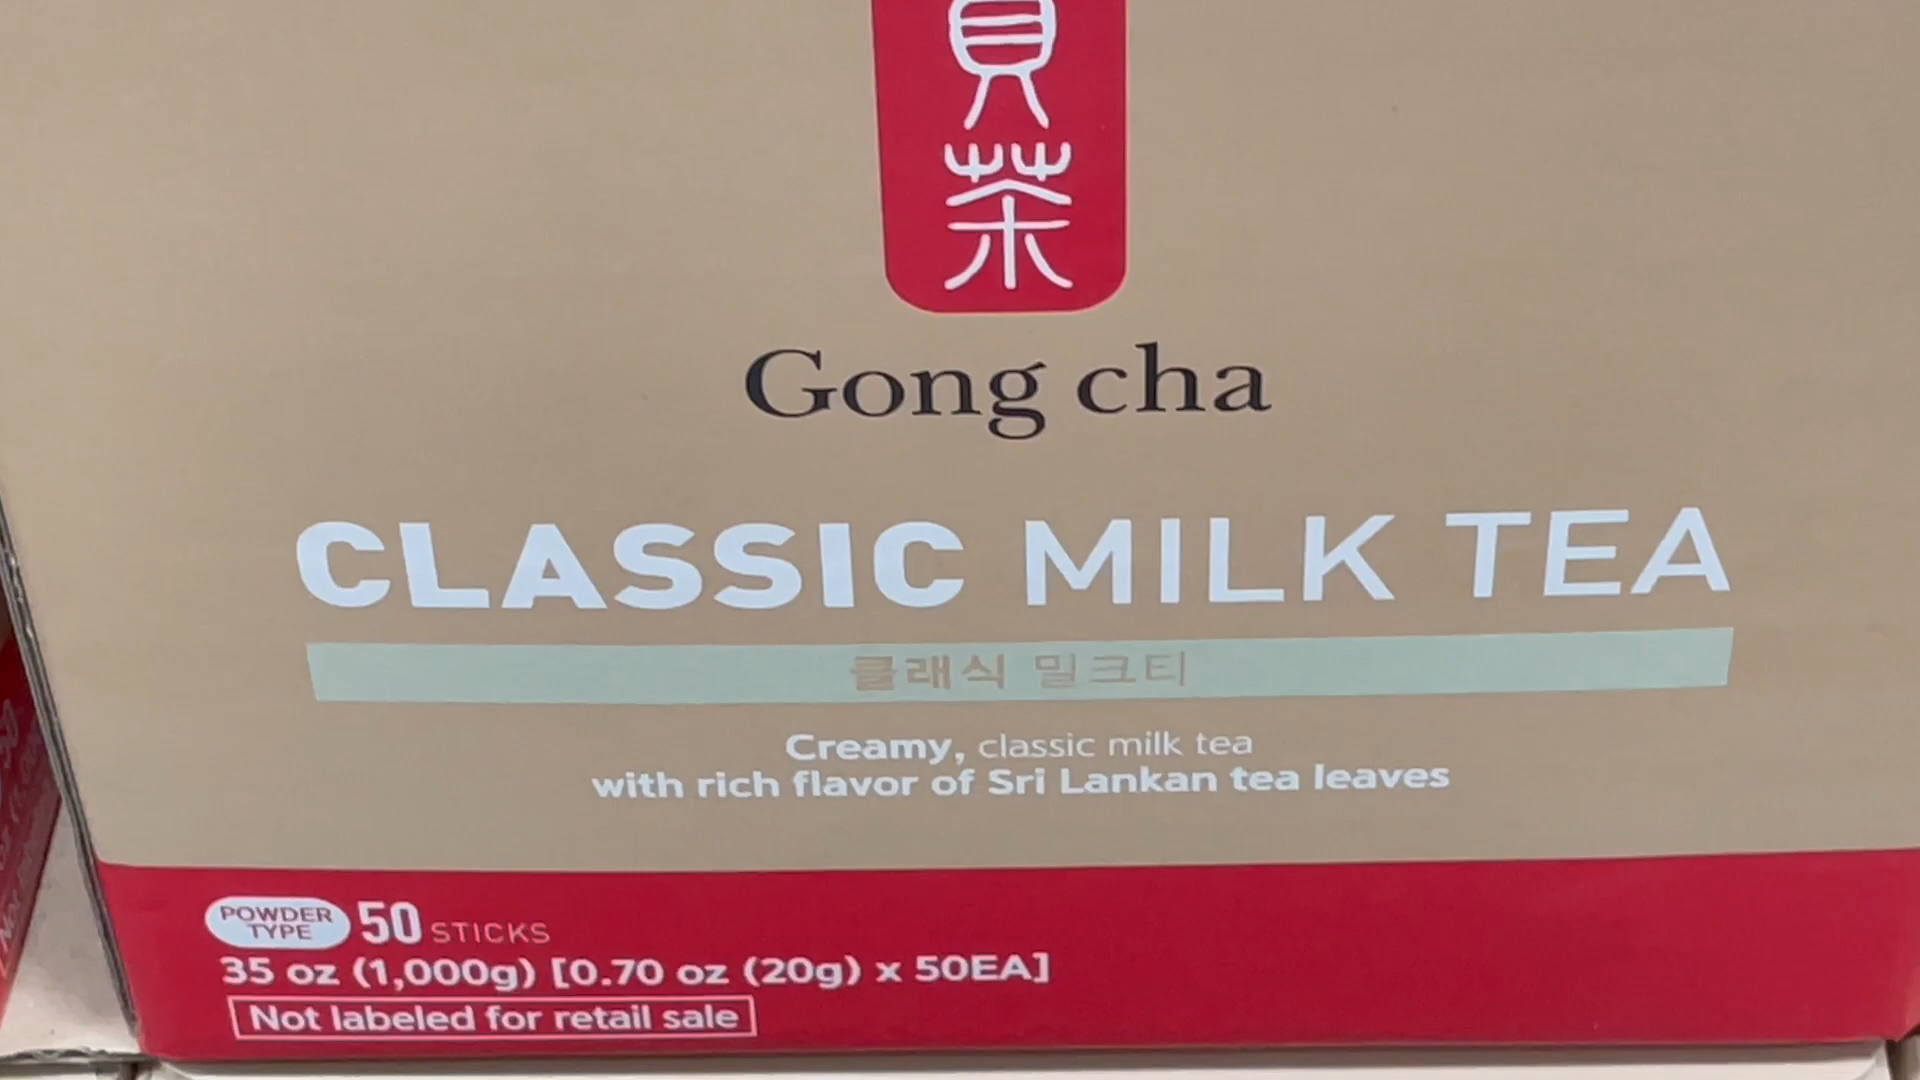 貢茶
Gong cha
CLASSIC MILK TEA
클래식 밀크티
Creamy, classic milk tea
with rich flavor of Sri Lankan tea leaves
POWDER TYPE 50 STICKS
35 oz (1,000g) [0.70 oz (20g) x 50EA]
Not labeled for retail sale